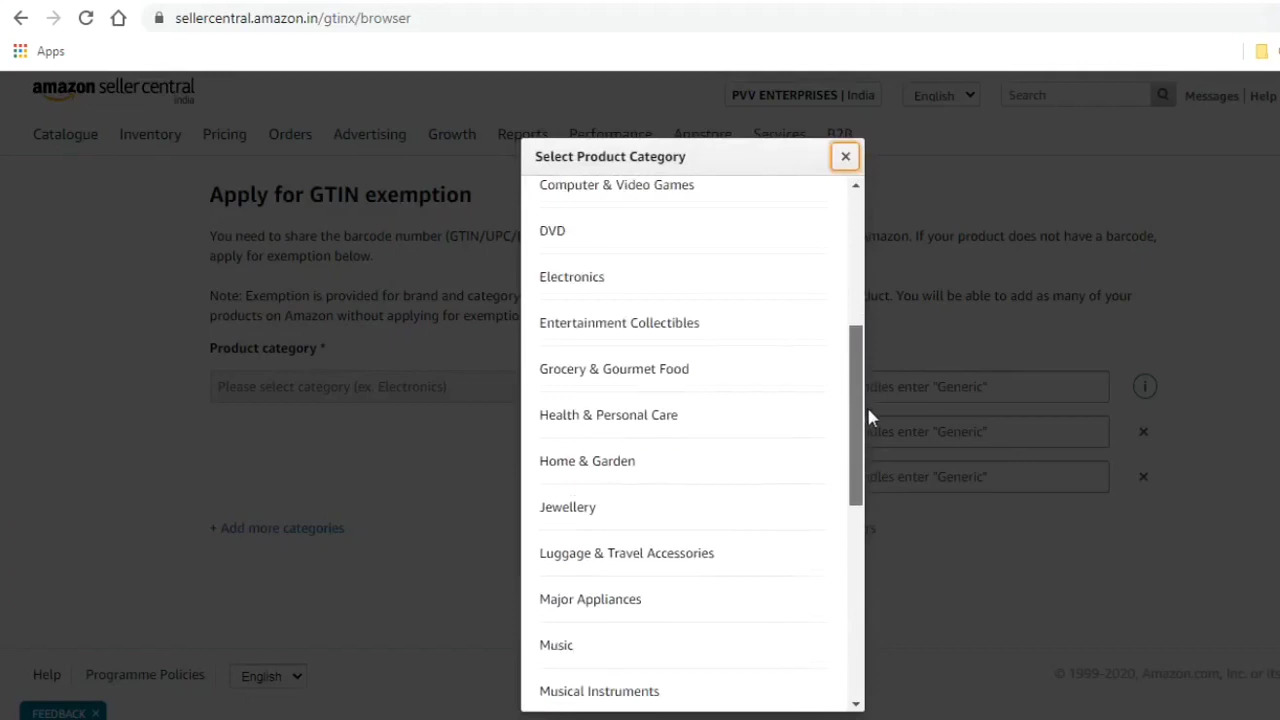 sellercentral.amazon.in/gtinx/browser
Apps
amazon seller central
india
PVV ENTERPRISES | India
English
Search
Messages | Help
Catalogue
Inventory
Pricing
Orders
Advertising
Growth
Reports
Performance
Appstore
Services
B2B
Select Product Category
×
Apply for GTIN exemption
You need to share the barcode number (GTIN/UPC/
amazon. If your product does not have a barcode,
apply for exemption below.
Note: Exemption is provided for brand and category
duct. You will be able to add as many of your
products on Amazon without applying for exemptio
Product category *
Please select category (ex. Electronics)
dles enter "Generic"
i
dles enter "Generic"
×
dles enter "Generic"
×
+ Add more categories
rs
Computer & Video Games
DVD
Electronics
Entertainment Collectibles
Grocery & Gourmet Food
Health & Personal Care
Home & Garden
Jewellery
Luggage & Travel Accessories
Major Appliances
Music
Musical Instruments
Help
Programme Policies
English
© 1999-2020, Amazon.com, Inc. or its
FEEDBACK ×